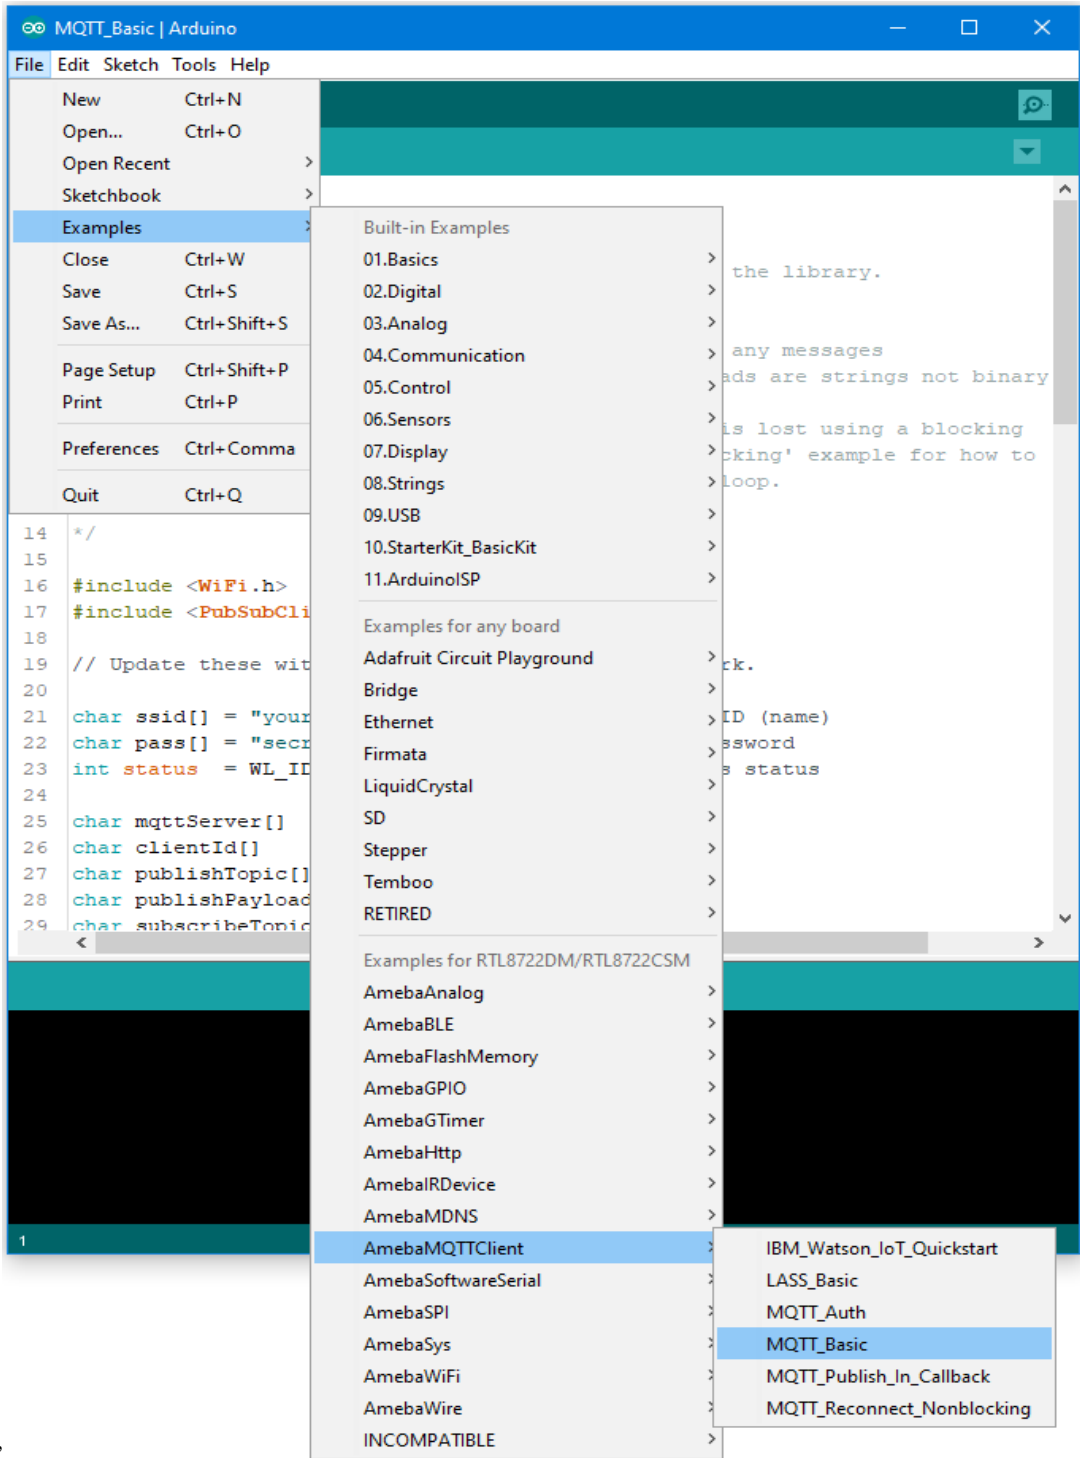 MQTT_Basic | Arduino
File Edit Sketch Tools Help
New Ctrl+N
Open... Ctrl+O
Open Recent
Sketchbook
Examples
Close Ctrl+W
Save Ctrl+S
Save As... Ctrl+Shift+S
Page Setup Ctrl+Shift+P
Print Ctrl+P
Preferences Ctrl+Comma
Quit Ctrl+Q
Built-in Examples
01.Basics
02.Digital
03.Analog
04.Communication
05.Control
06.Sensors
07.Display
08.Strings
09.USB
10.StarterKit_BasicKit
11.ArduinoISP
Examples for any board
Adafruit Circuit Playground
Bridge
Ethernet
Firmata
LiquidCrystal
SD
Stepper
Temboo
RETIRED
Examples for RTL8722DM/RTL8722CSM
AmebaAnalog
AmebaBLE
AmebaFlashMemory
AmebaGPIO
AmebaGTimer
AmebaHttp
AmebaIRDevice
AmebaMDNS
AmebaMQTTClient
AmebaSoftwareSerial
AmebaSPI
AmebaSys
AmebaWiFi
AmebaWire
INCOMPATIBLE
IBM_Watson_IoT_Quickstart
LASS_Basic
MQTT_Auth
MQTT_Basic
MQTT_Publish_In_Callback
MQTT_Reconnect_Nonblocking
the library.
any messages
ads are strings not binary
is lost using a blocking
cking' example for how to
loop.
14 */
15
16 #include <WiFi.h>
17 #include <PubSubCli
18
19 // Update these wit rk.
20
21 char ssid[] = "your ID (name)
22 char pass[] = "secr ssword
23 int status = WL_ID s status
24
25 char mqttServer[]
26 char clientId[]
27 char publishTopic[]
28 char publishPayload
29 char subscribeTopic
1